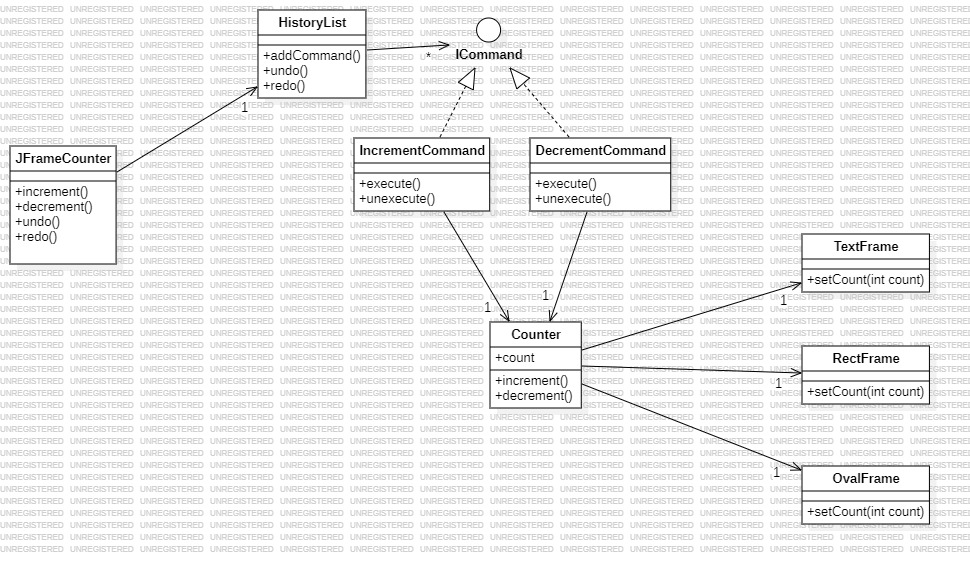 HistoryList
+addCommand()
+undo()
+redo()
*
ICommand
1
JFrameCounter
+increment()
+decrement()
+undo()
+redo()
IncrementCommand
+execute()
+unexecute()
DecrementCommand
+execute()
+unexecute()
1
1
Counter
+count
+increment()
+decrement()
TextFrame
+setCount(int count)
1
RectFrame
+setCount(int count)
1
OvalFrame
+setCount(int count)
1
UNREGISTERED